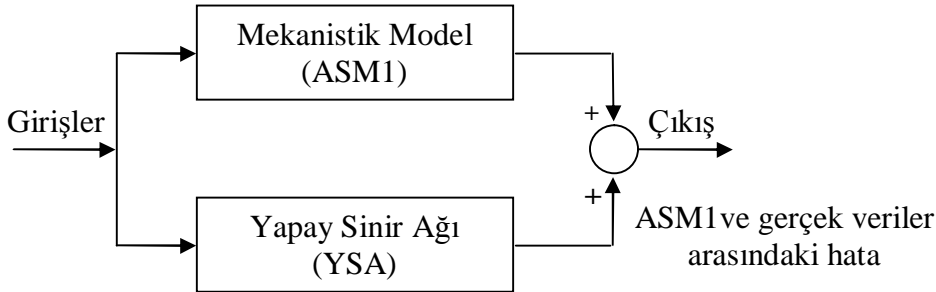 Mekanistik Model
(ASM1)
Girişler
+
Çıkış
+
Yapay Sinir Ağı
(YSA)
ASM1ve gerçek veriler
arasındaki hata